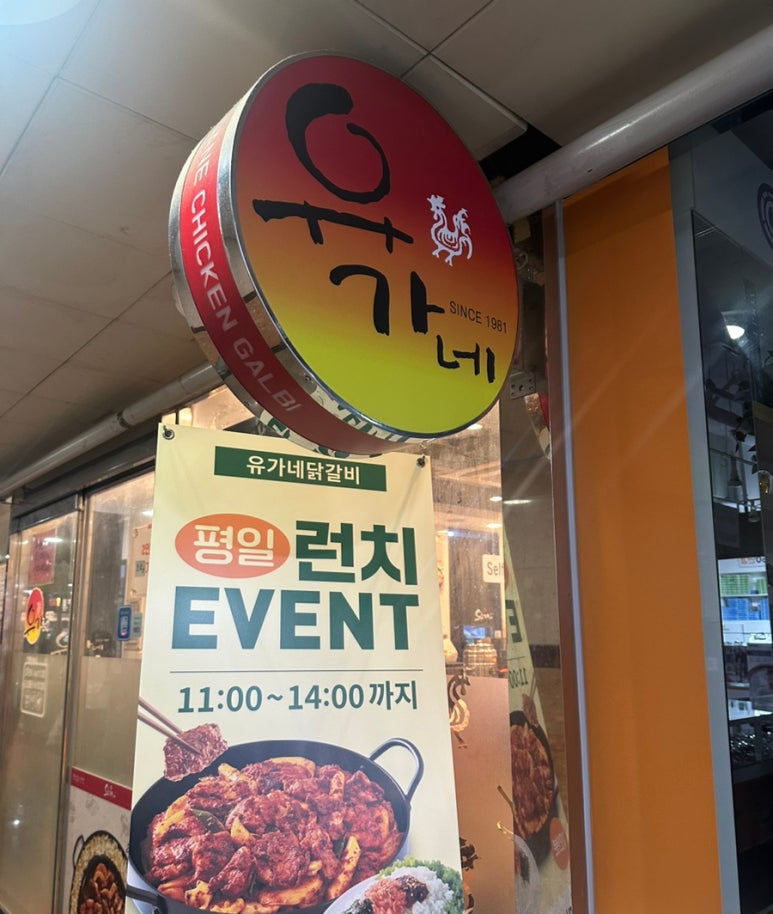 유가네
SINCE 1981
CHICKEN GALBI
유가네닭갈비
평일 런치
EVENT
11:00~14:00까지
Self